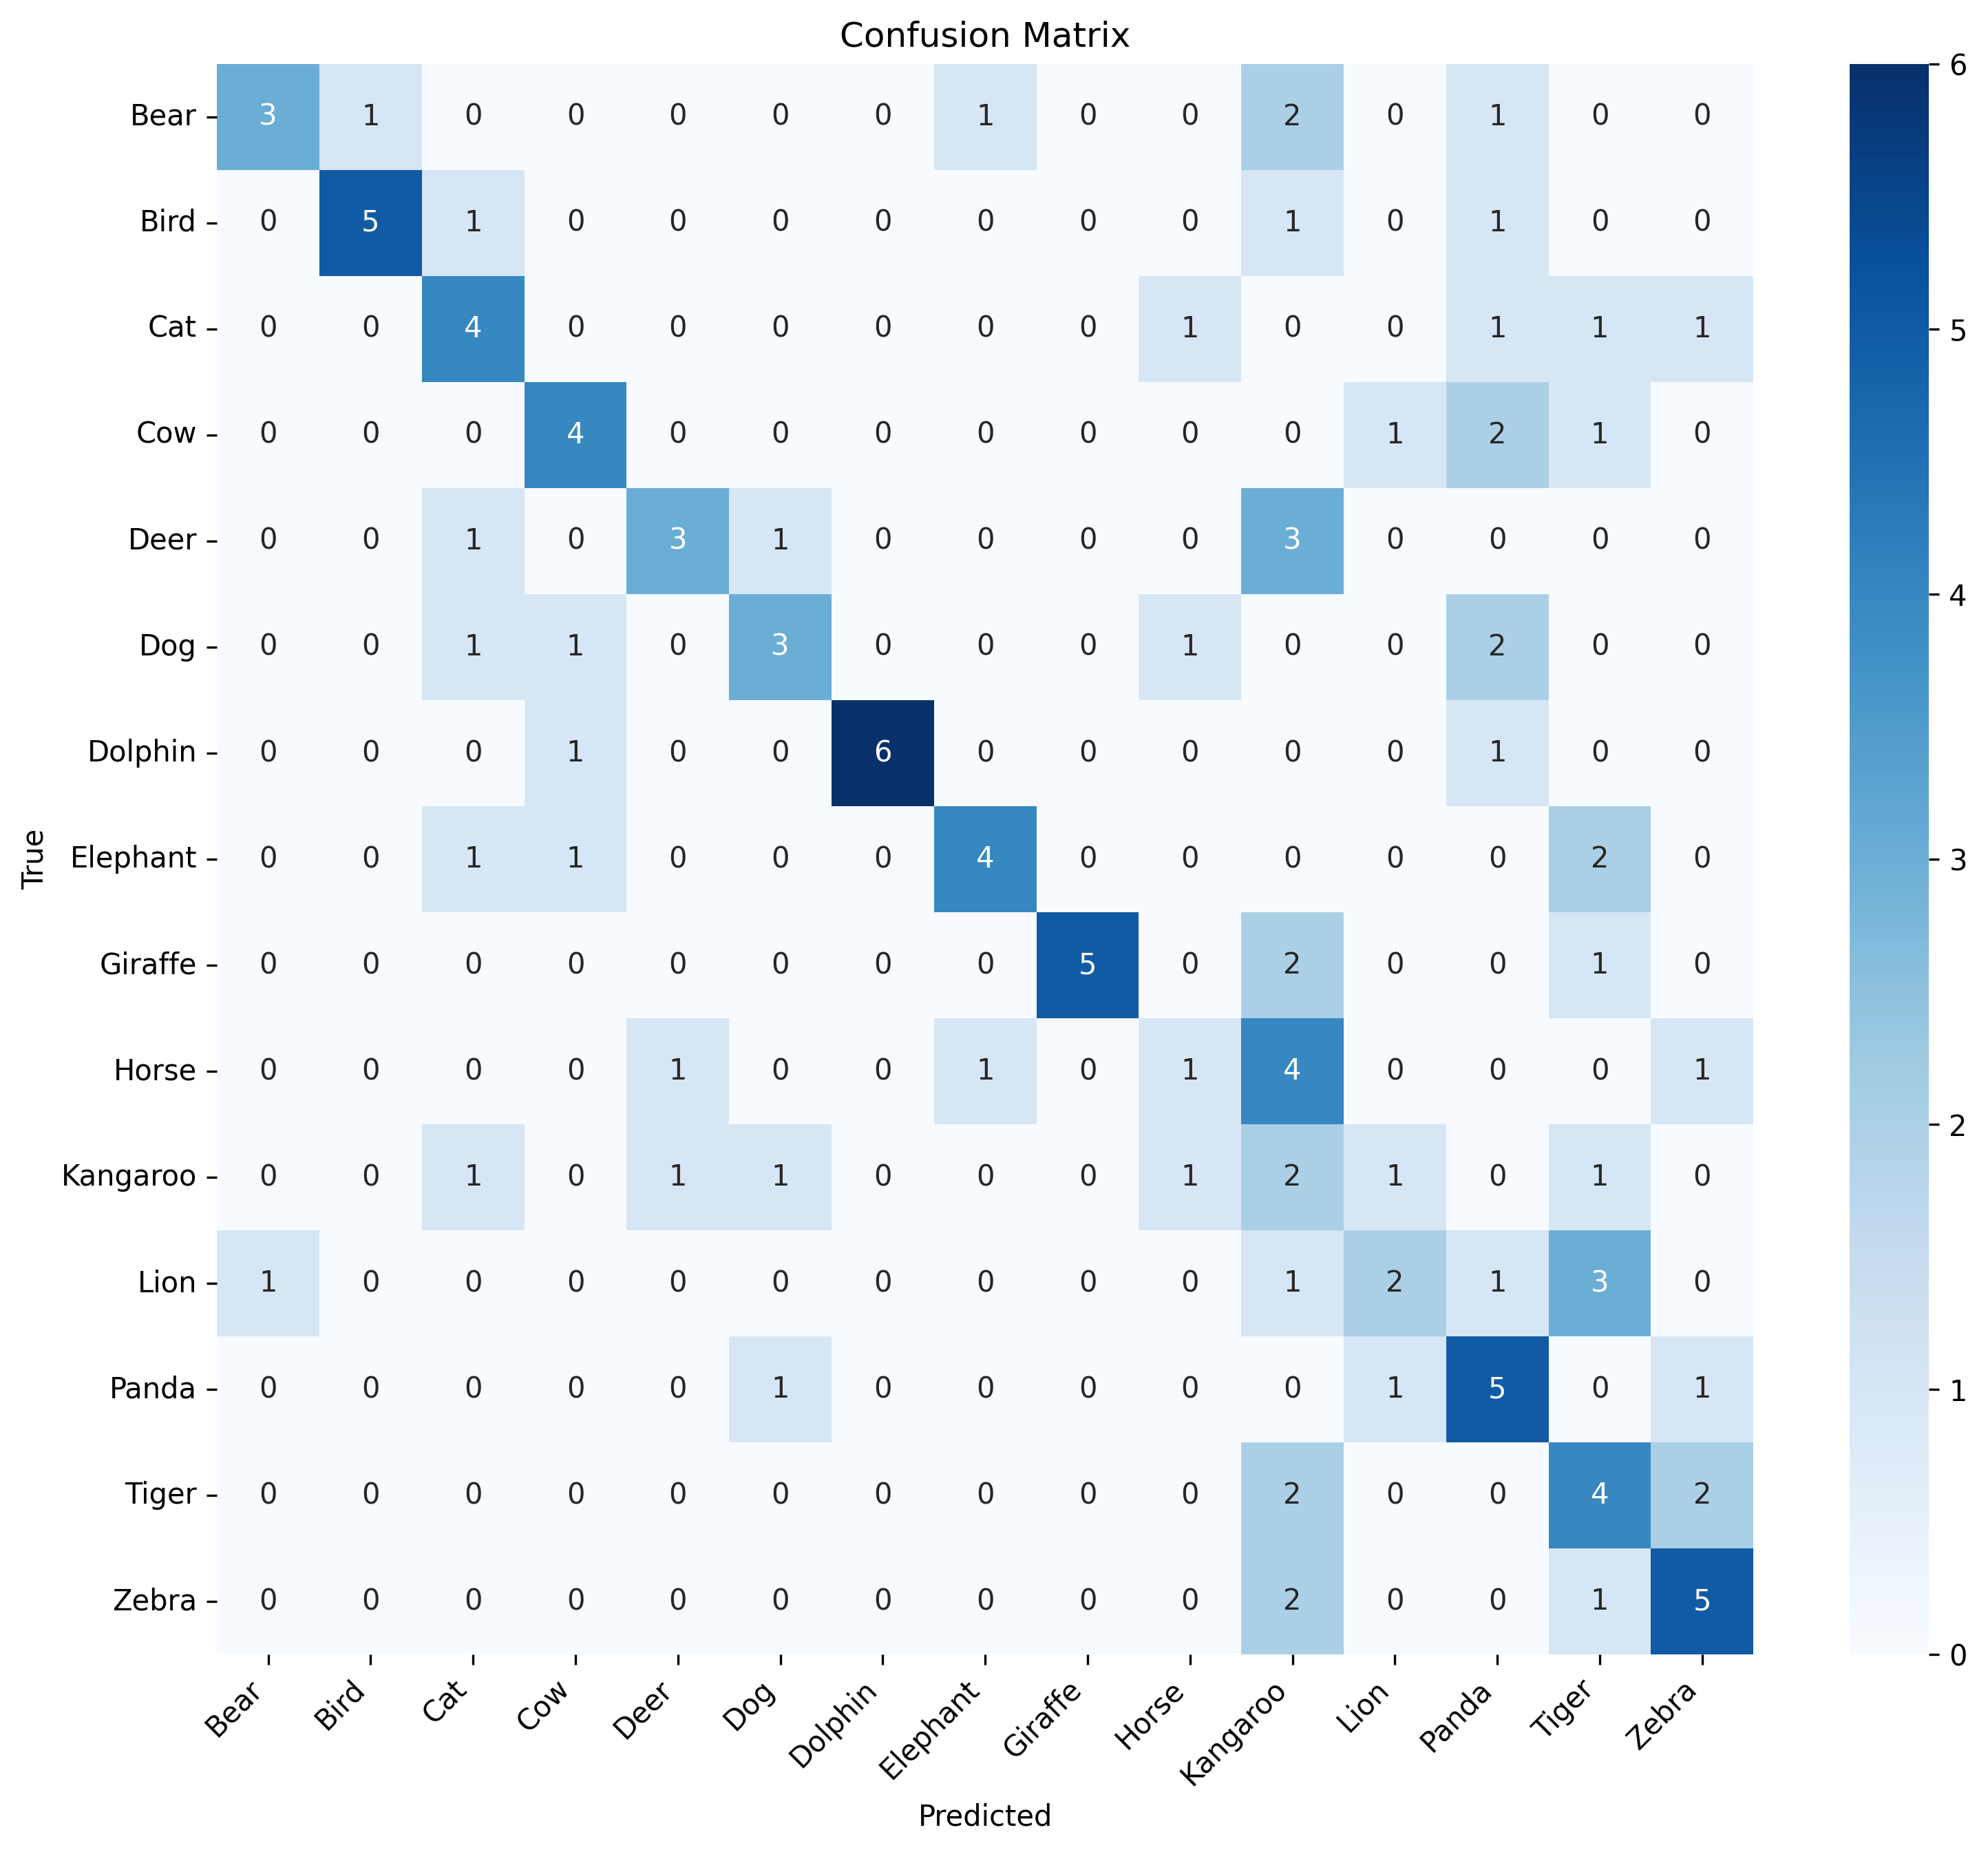 Confusion Matrix
Bear 3 1 0 0 0 0 0 1 0 0 2 0 1 0 0
Bird 0 5 1 0 0 0 0 0 0 0 1 0 1 0 0
Cat 0 0 4 0 0 0 0 0 0 1 0 0 1 1 1
Cow 0 0 0 4 0 0 0 0 0 0 0 1 2 1 0
Deer 0 0 1 0 3 1 0 0 0 0 3 0 0 0 0
Dog 0 0 1 1 0 3 0 0 0 1 0 0 2 0 0
Dolphin 0 0 0 1 0 0 6 0 0 0 0 0 1 0 0
Elephant 0 0 1 1 0 0 0 4 0 0 0 0 0 2 0
Giraffe 0 0 0 0 0 0 0 0 5 0 2 0 0 1 0
Horse 0 0 0 0 1 0 0 1 0 1 4 0 0 0 1
Kangaroo 0 0 1 0 1 1 0 0 0 1 2 1 0 1 0
Lion 1 0 0 0 0 0 0 0 0 0 1 2 1 3 0
Panda 0 0 0 0 0 1 0 0 0 0 0 1 5 0 1
Tiger 0 0 0 0 0 0 0 0 0 0 2 0 0 4 2
Zebra 0 0 0 0 0 0 0 0 0 0 2 0 0 1 5
Bear Bird Cat Cow Deer Dog Dolphin Elephant Giraffe Horse Kangaroo Lion Panda Tiger Zebra
Predicted
True
6
5
4
3
2
1
0